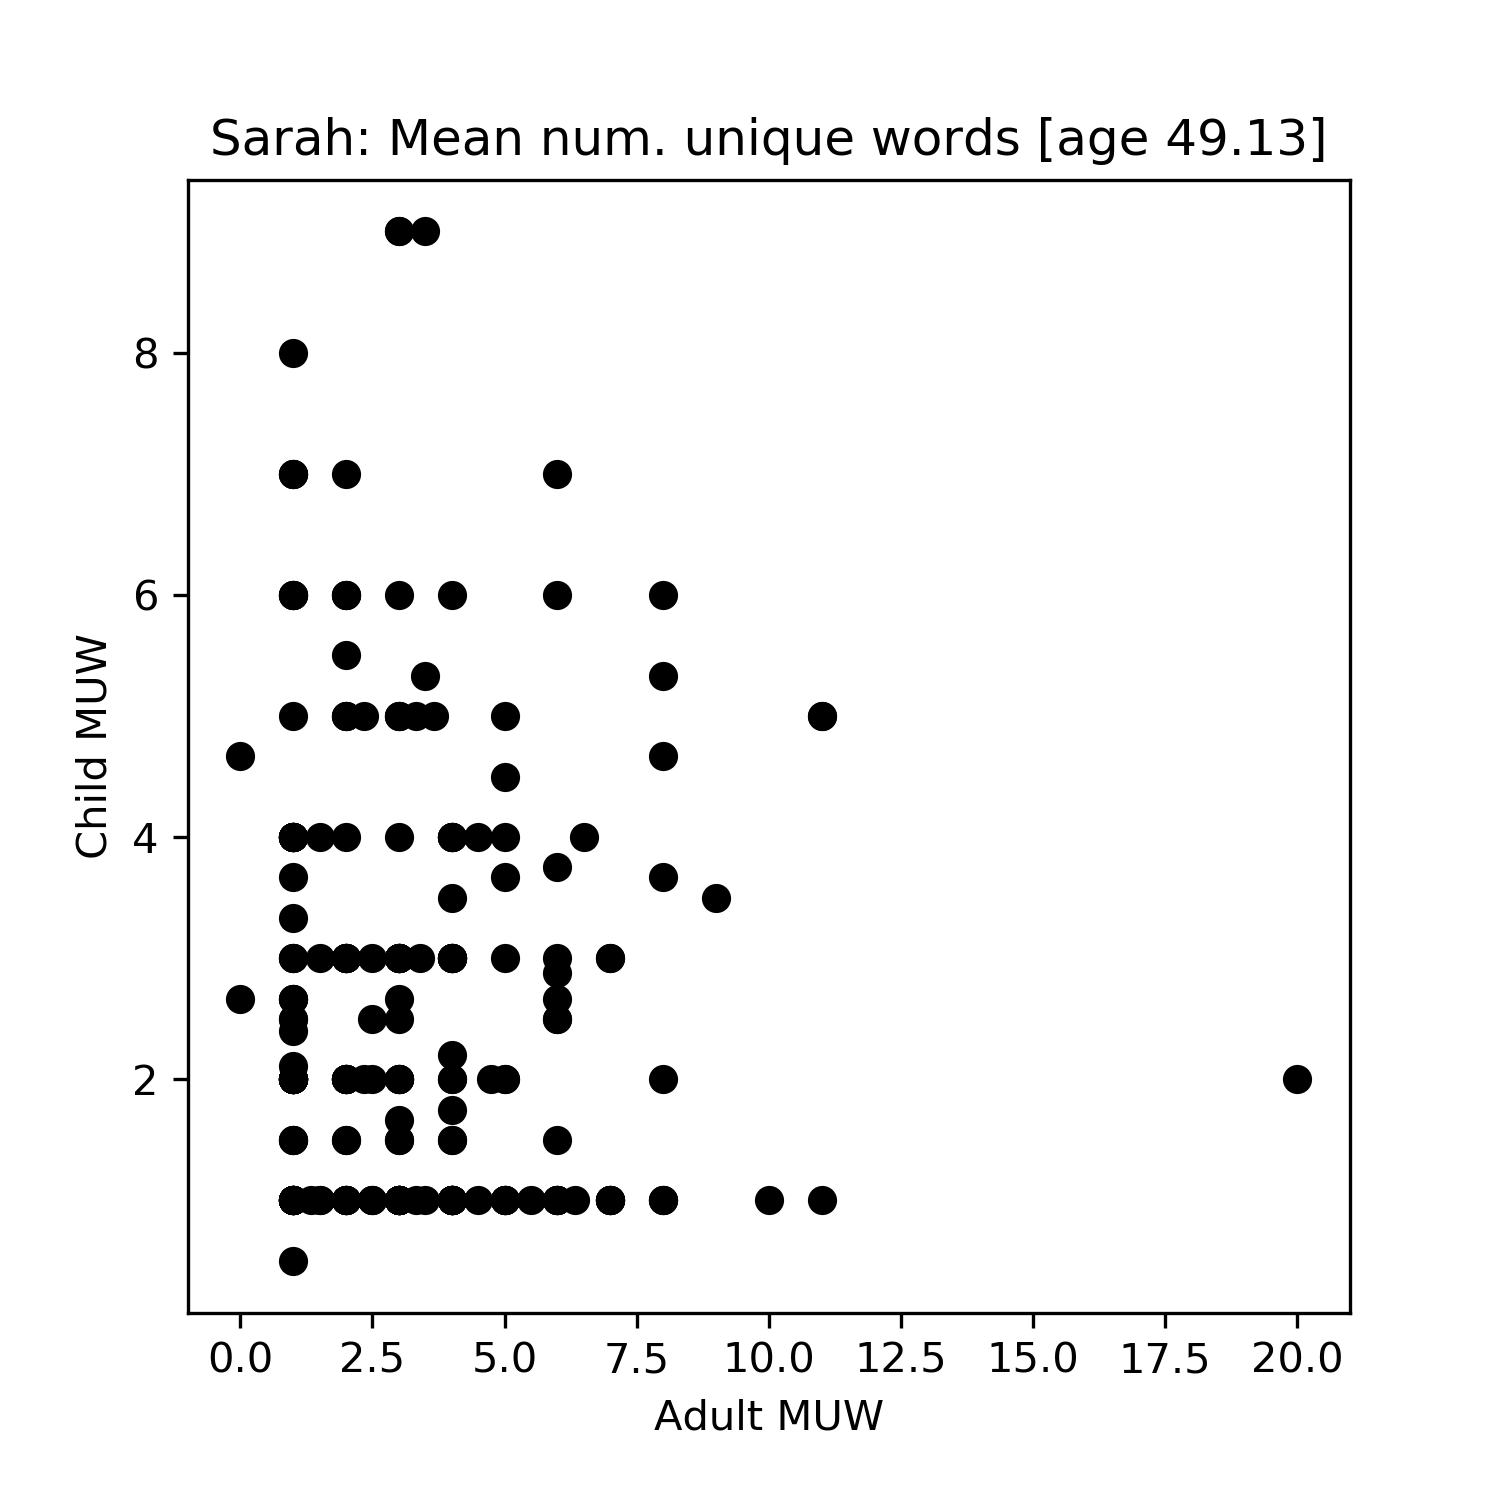 Sarah: Mean num. unique words [age 49.13]
8
6
4
2
Child MUW
0.0 2.5 5.0 7.5 10.0 12.5 15.0 17.5 20.0
Adult MUW